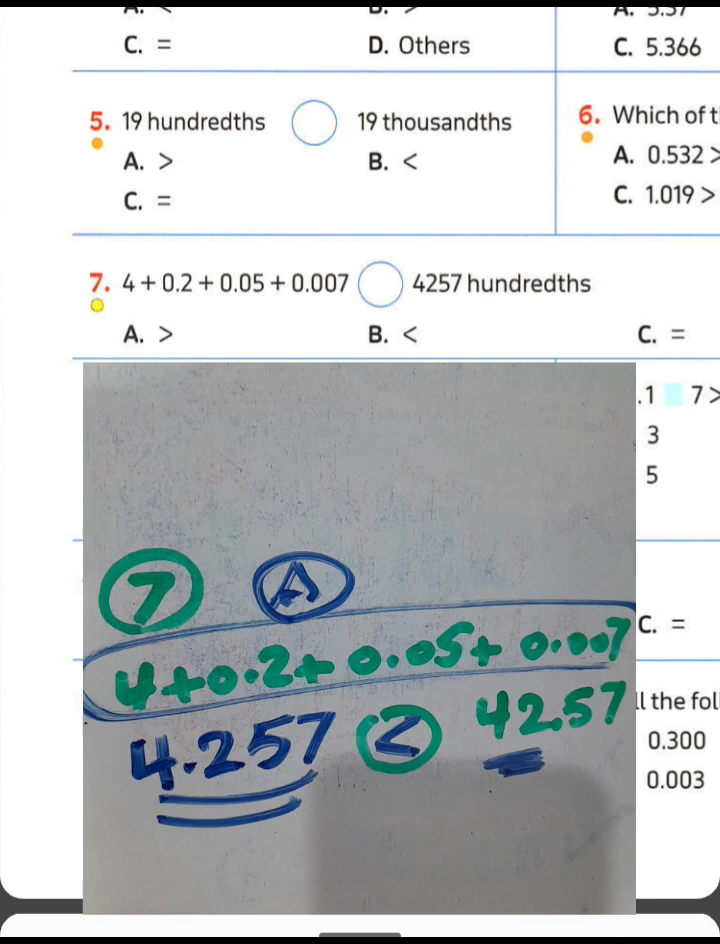 C. = D. Others C. 5.366
5. 19 hundredths 19 thousandths 6. Which of t
A. > B. < A. 0.532 >
C. = C. 1.019 >
7. 4 + 0.2 + 0.05 + 0.007 4257 hundredths
A. > B. < C. =
.1 7 >
3
5
7 A
4+0.2+0.05+0.007 C. =
4.257 < 42.57 ll the fol
0.300
0.003